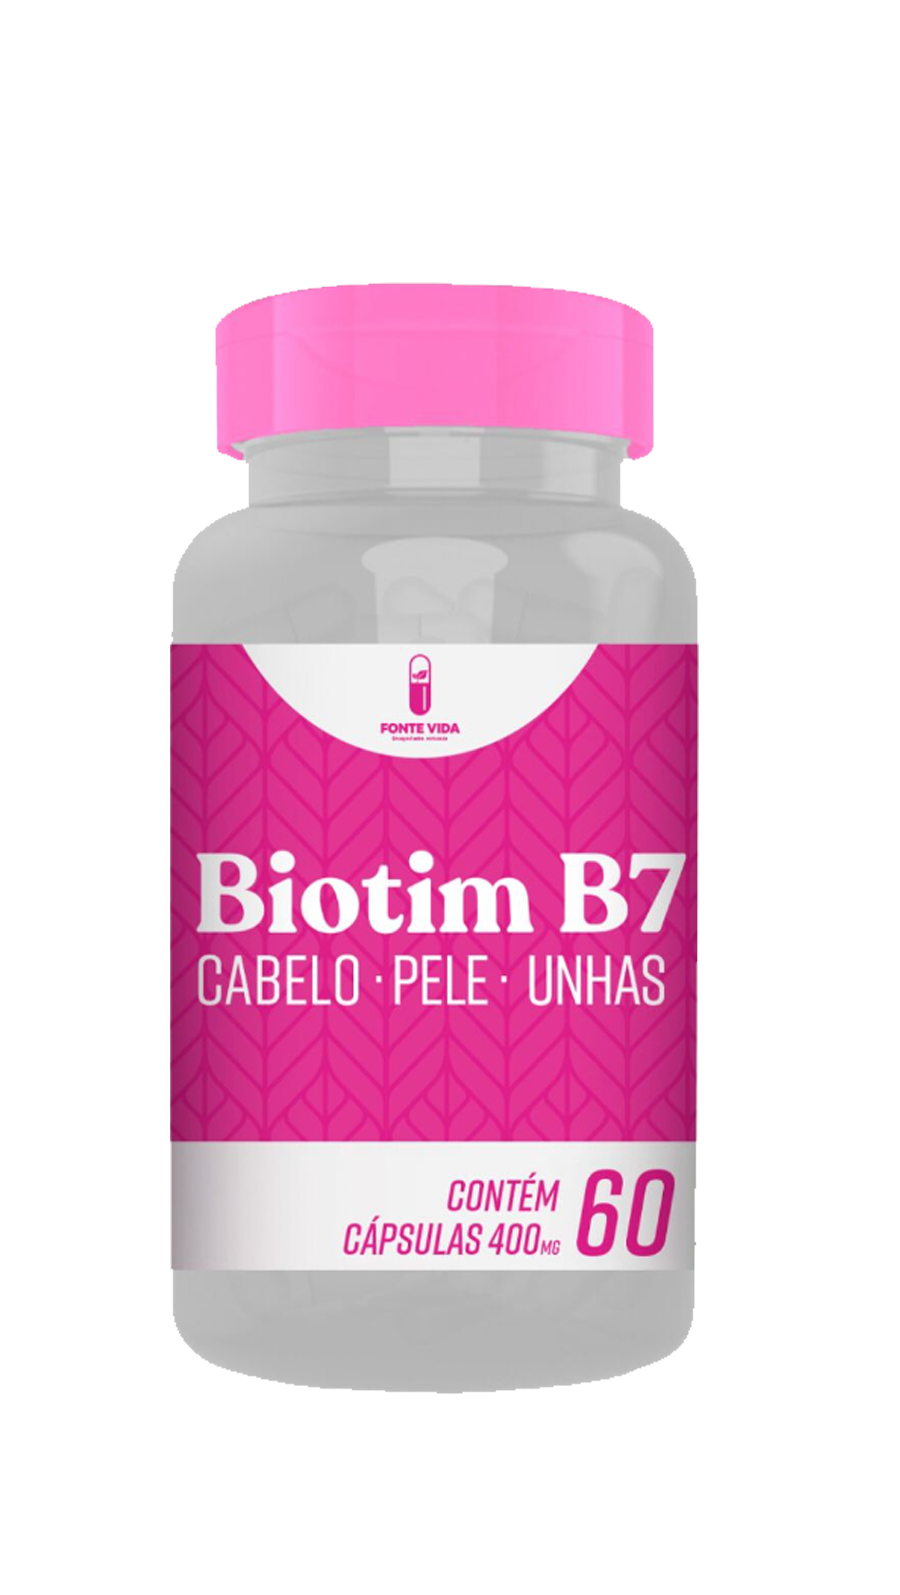 FONTE VIDA
Biotim B7
CABELO · PELE · UNHAS
CONTÉM
CÁPSULAS 400MG 60